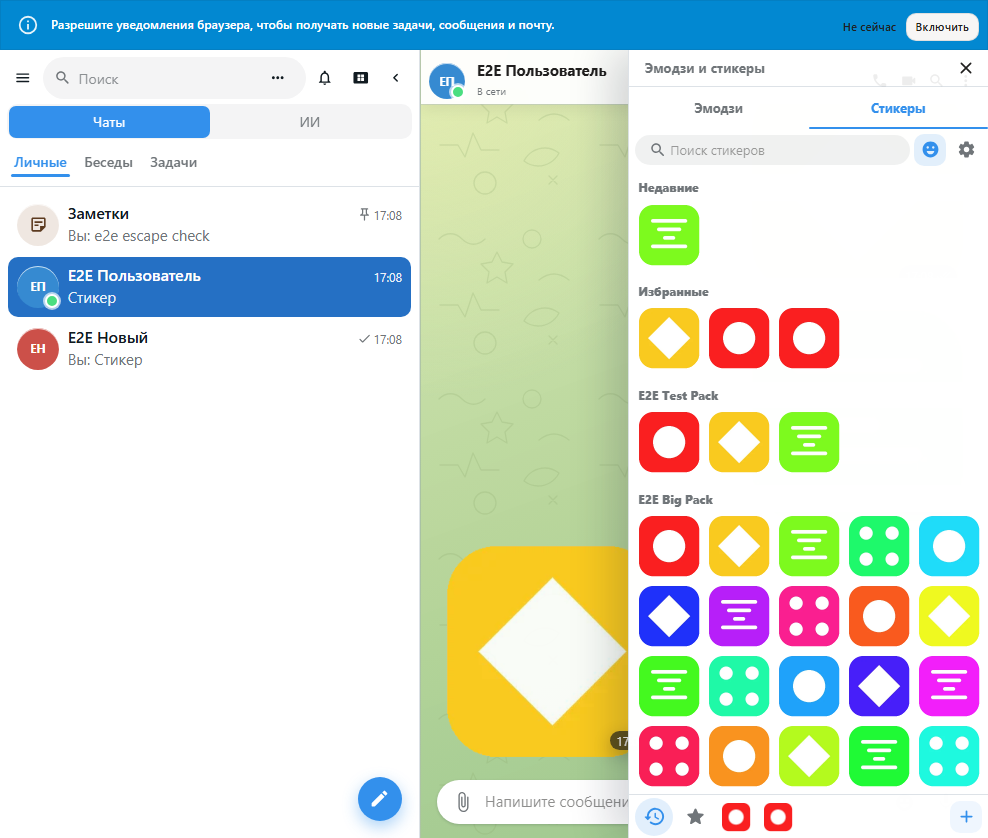 Разрешите уведомления браузера, чтобы получать новые задачи, сообщения и почту.
Не сейчас
Включить
Поиск
Чаты
ИИ
Личные
Беседы
Задачи
Заметки
17:08
Вы: e2e escape check
ЕП
E2E Пользователь
17:08
Стикер
ЕН
E2E Новый
17:08
Вы: Стикер
ЕП
E2E Пользователь
В сети
17
Напишите сообщени
Эмодзи и стикеры
Эмодзи
Стикеры
Поиск стикеров
Недавние
Избранные
E2E Test Pack
E2E Big Pack